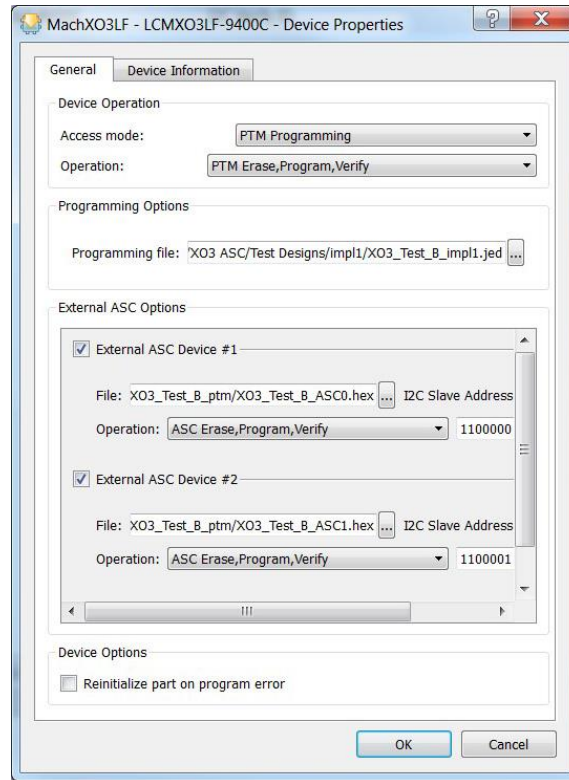 MachXO3LF - LCMXO3LF-9400C - Device Properties
General Device Information
Device Operation
Access mode: PTM Programming
Operation: PTM Erase,Program,Verify
Programming Options
Programming file: 'XO3 ASC/Test Designs/impl1/XO3_Test_B_impl1.jed ...
External ASC Options
External ASC Device #1
File: XO3_Test_B_ptm/XO3_Test_B_ASC0.hex ... I2C Slave Address
Operation: ASC Erase,Program,Verify 1100000
External ASC Device #2
File: XO3_Test_B_ptm/XO3_Test_B_ASC1.hex ... I2C Slave Address
Operation: ASC Erase,Program,Verify 1100001
Device Options
Reinitialize part on program error
OK Cancel